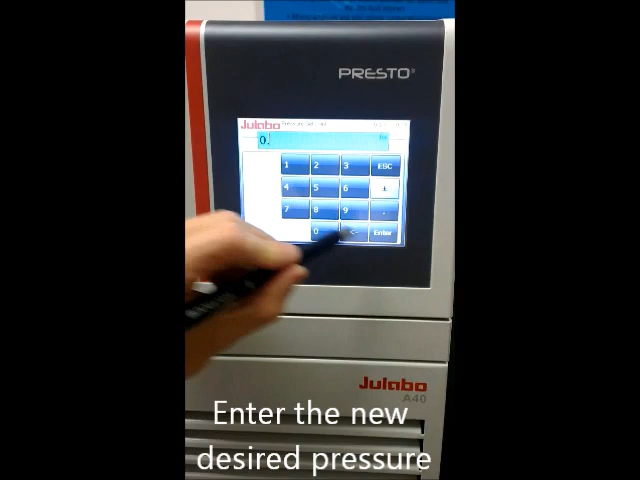 PRESTO®
Julabo
0.
1 2 3 ESC
4 5 6 ±
7 8 9 .
0 <- Enter
Julabo
A40
Enter the new
desired pressure